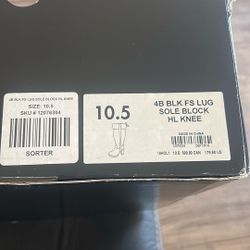 4B BLK FS LUG SOLE BLOCK HL KNEE
SIZE: 10.5
SKU # 12976304
SORTER
10.5
4B BLK FS LUG
SOLE BLOCK
HL KNEE
MADE IN CHINA